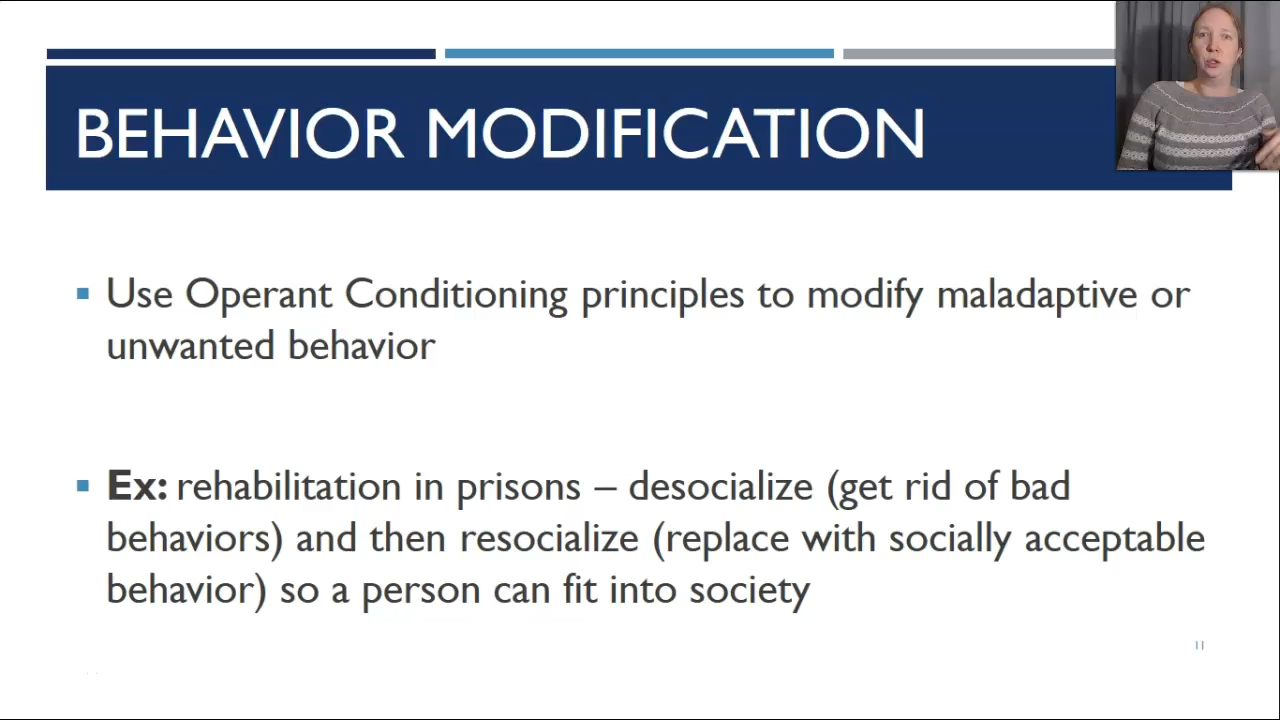 BEHAVIOR MODIFICATION
▪ Use Operant Conditioning principles to modify maladaptive or
unwanted behavior
▪ Ex: rehabilitation in prisons – desocialize (get rid of bad
behaviors) and then resocialize (replace with socially acceptable
behavior) so a person can fit into society
11